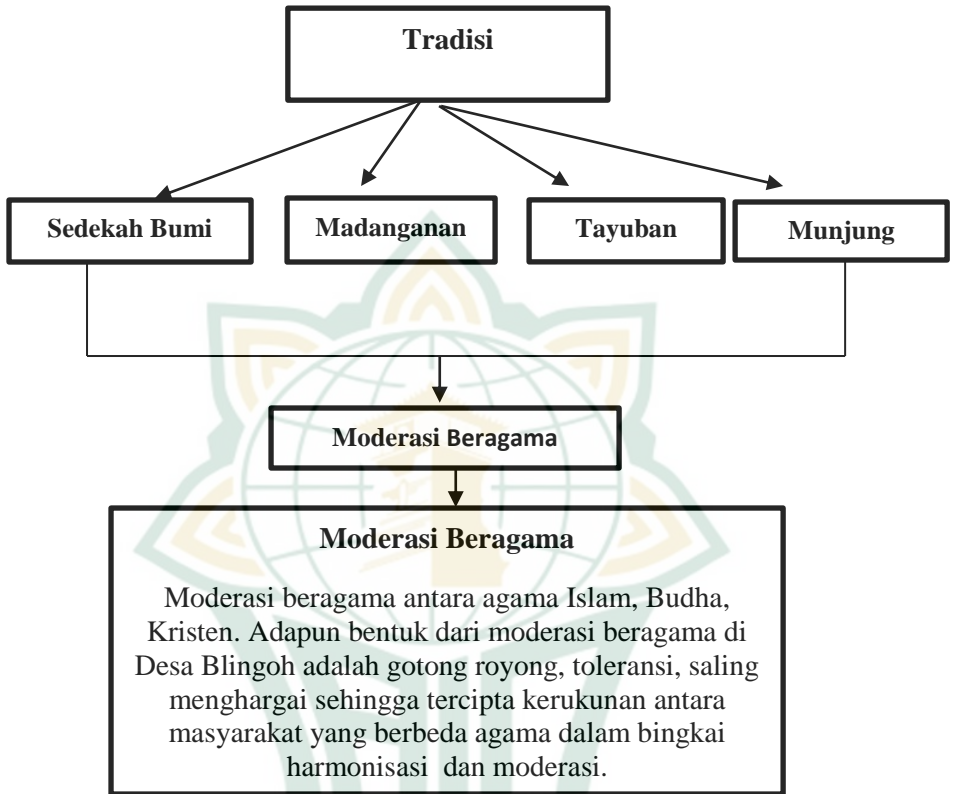 Tradisi
Sedekah Bumi
Madanganan
Tayuban
Munjung
Moderasi Beragama
Moderasi Beragama
Moderasi beragama antara agama Islam, Budha,
Kristen. Adapun bentuk dari moderasi beragama di
Desa Blingoh adalah gotong royong, toleransi, saling
menghargai sehingga tercipta kerukunan antara
masyarakat yang berbeda agama dalam bingkai
harmonisasi dan moderasi.